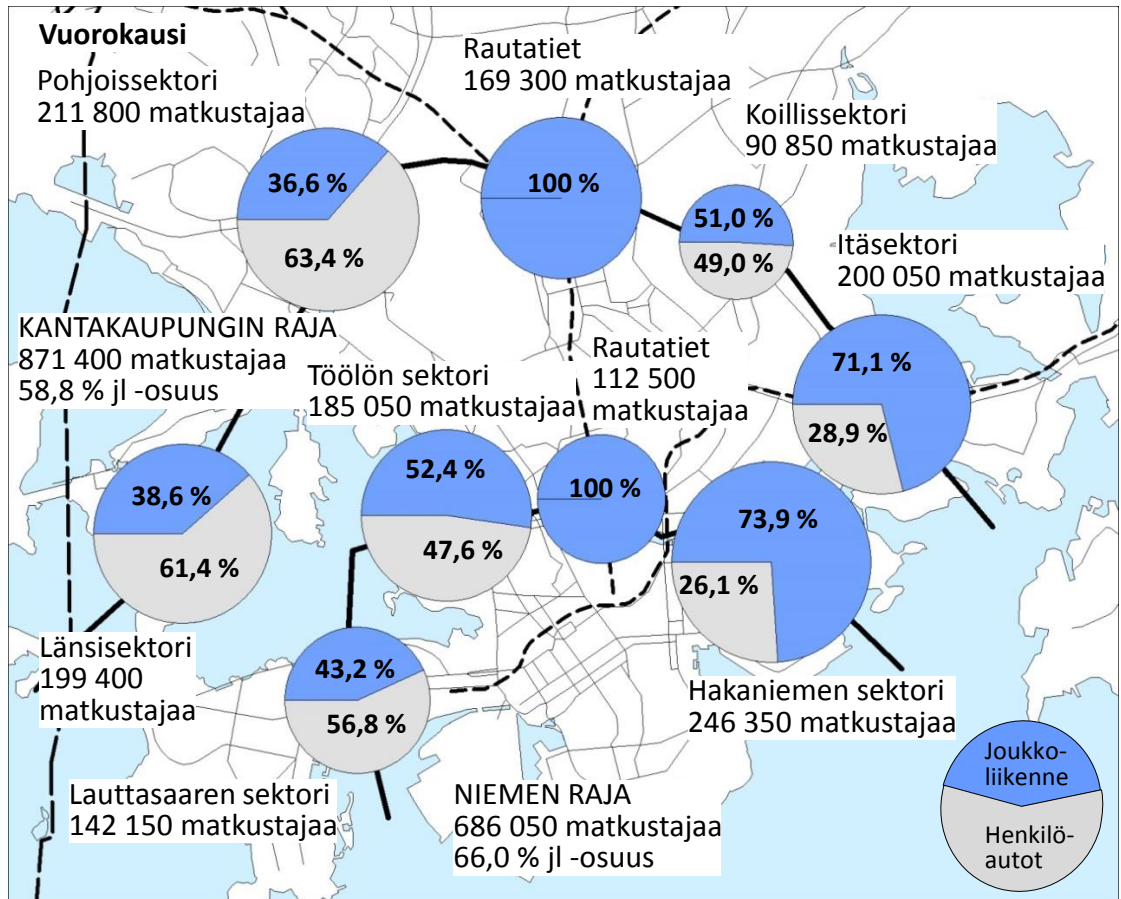 Vuorokausi
Pohjoissektori
211 800 matkustajaa
36,6 %
63,4 %
Rautatiet
169 300 matkustajaa
100 %
Koillissektori
90 850 matkustajaa
51,0 %
49,0 %
Itäsektori
200 050 matkustajaa
71,1 %
28,9 %
KANTAKAUPUNGIN RAJA
871 400 matkustajaa
58,8 % jl -osuus
Töölön sektori
185 050 matkustajaa
52,4 %
47,6 %
Rautatiet
112 500
matkustajaa
100 %
73,9 %
26,1 %
Hakaniemen sektori
246 350 matkustajaa
38,6 %
61,4 %
Länsisektori
199 400
matkustajaa
43,2 %
56,8 %
Lauttasaaren sektori
142 150 matkustajaa
NIEMEN RAJA
686 050 matkustajaa
66,0 % jl -osuus
Joukko-
liikenne
Henkilö-
autot